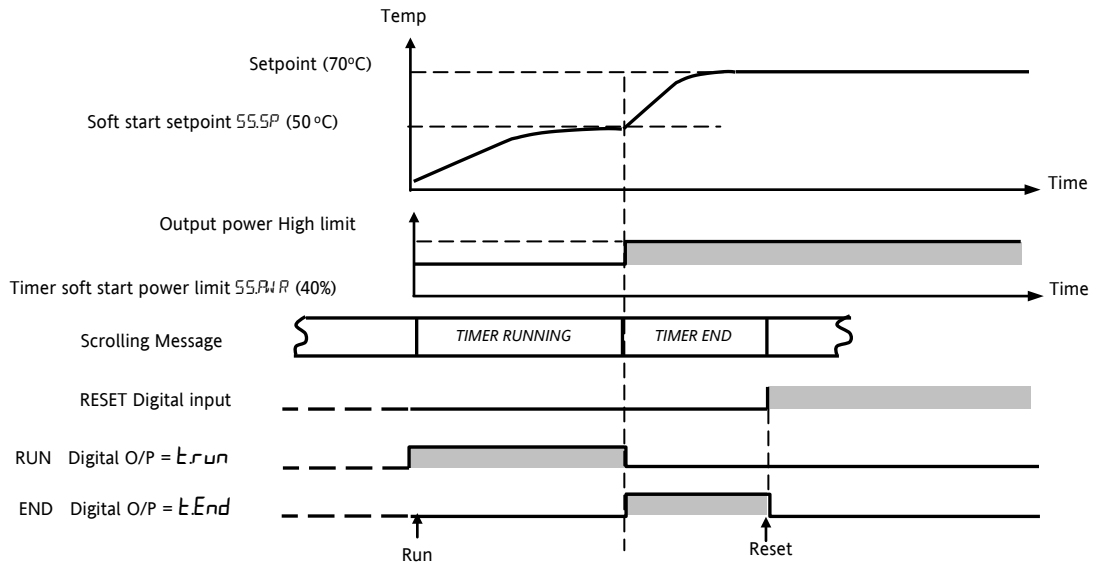 Temp
Setpoint (70°C)
Soft start setpoint SS.SP (50 °C)
Time
Output power High limit
Timer soft start power limit SS.PWR (40%)
Time
Scrolling Message
TIMER RUNNING
TIMER END
RESET Digital input
RUN Digital O/P = t.run
END Digital O/P = t.End
Run
Reset